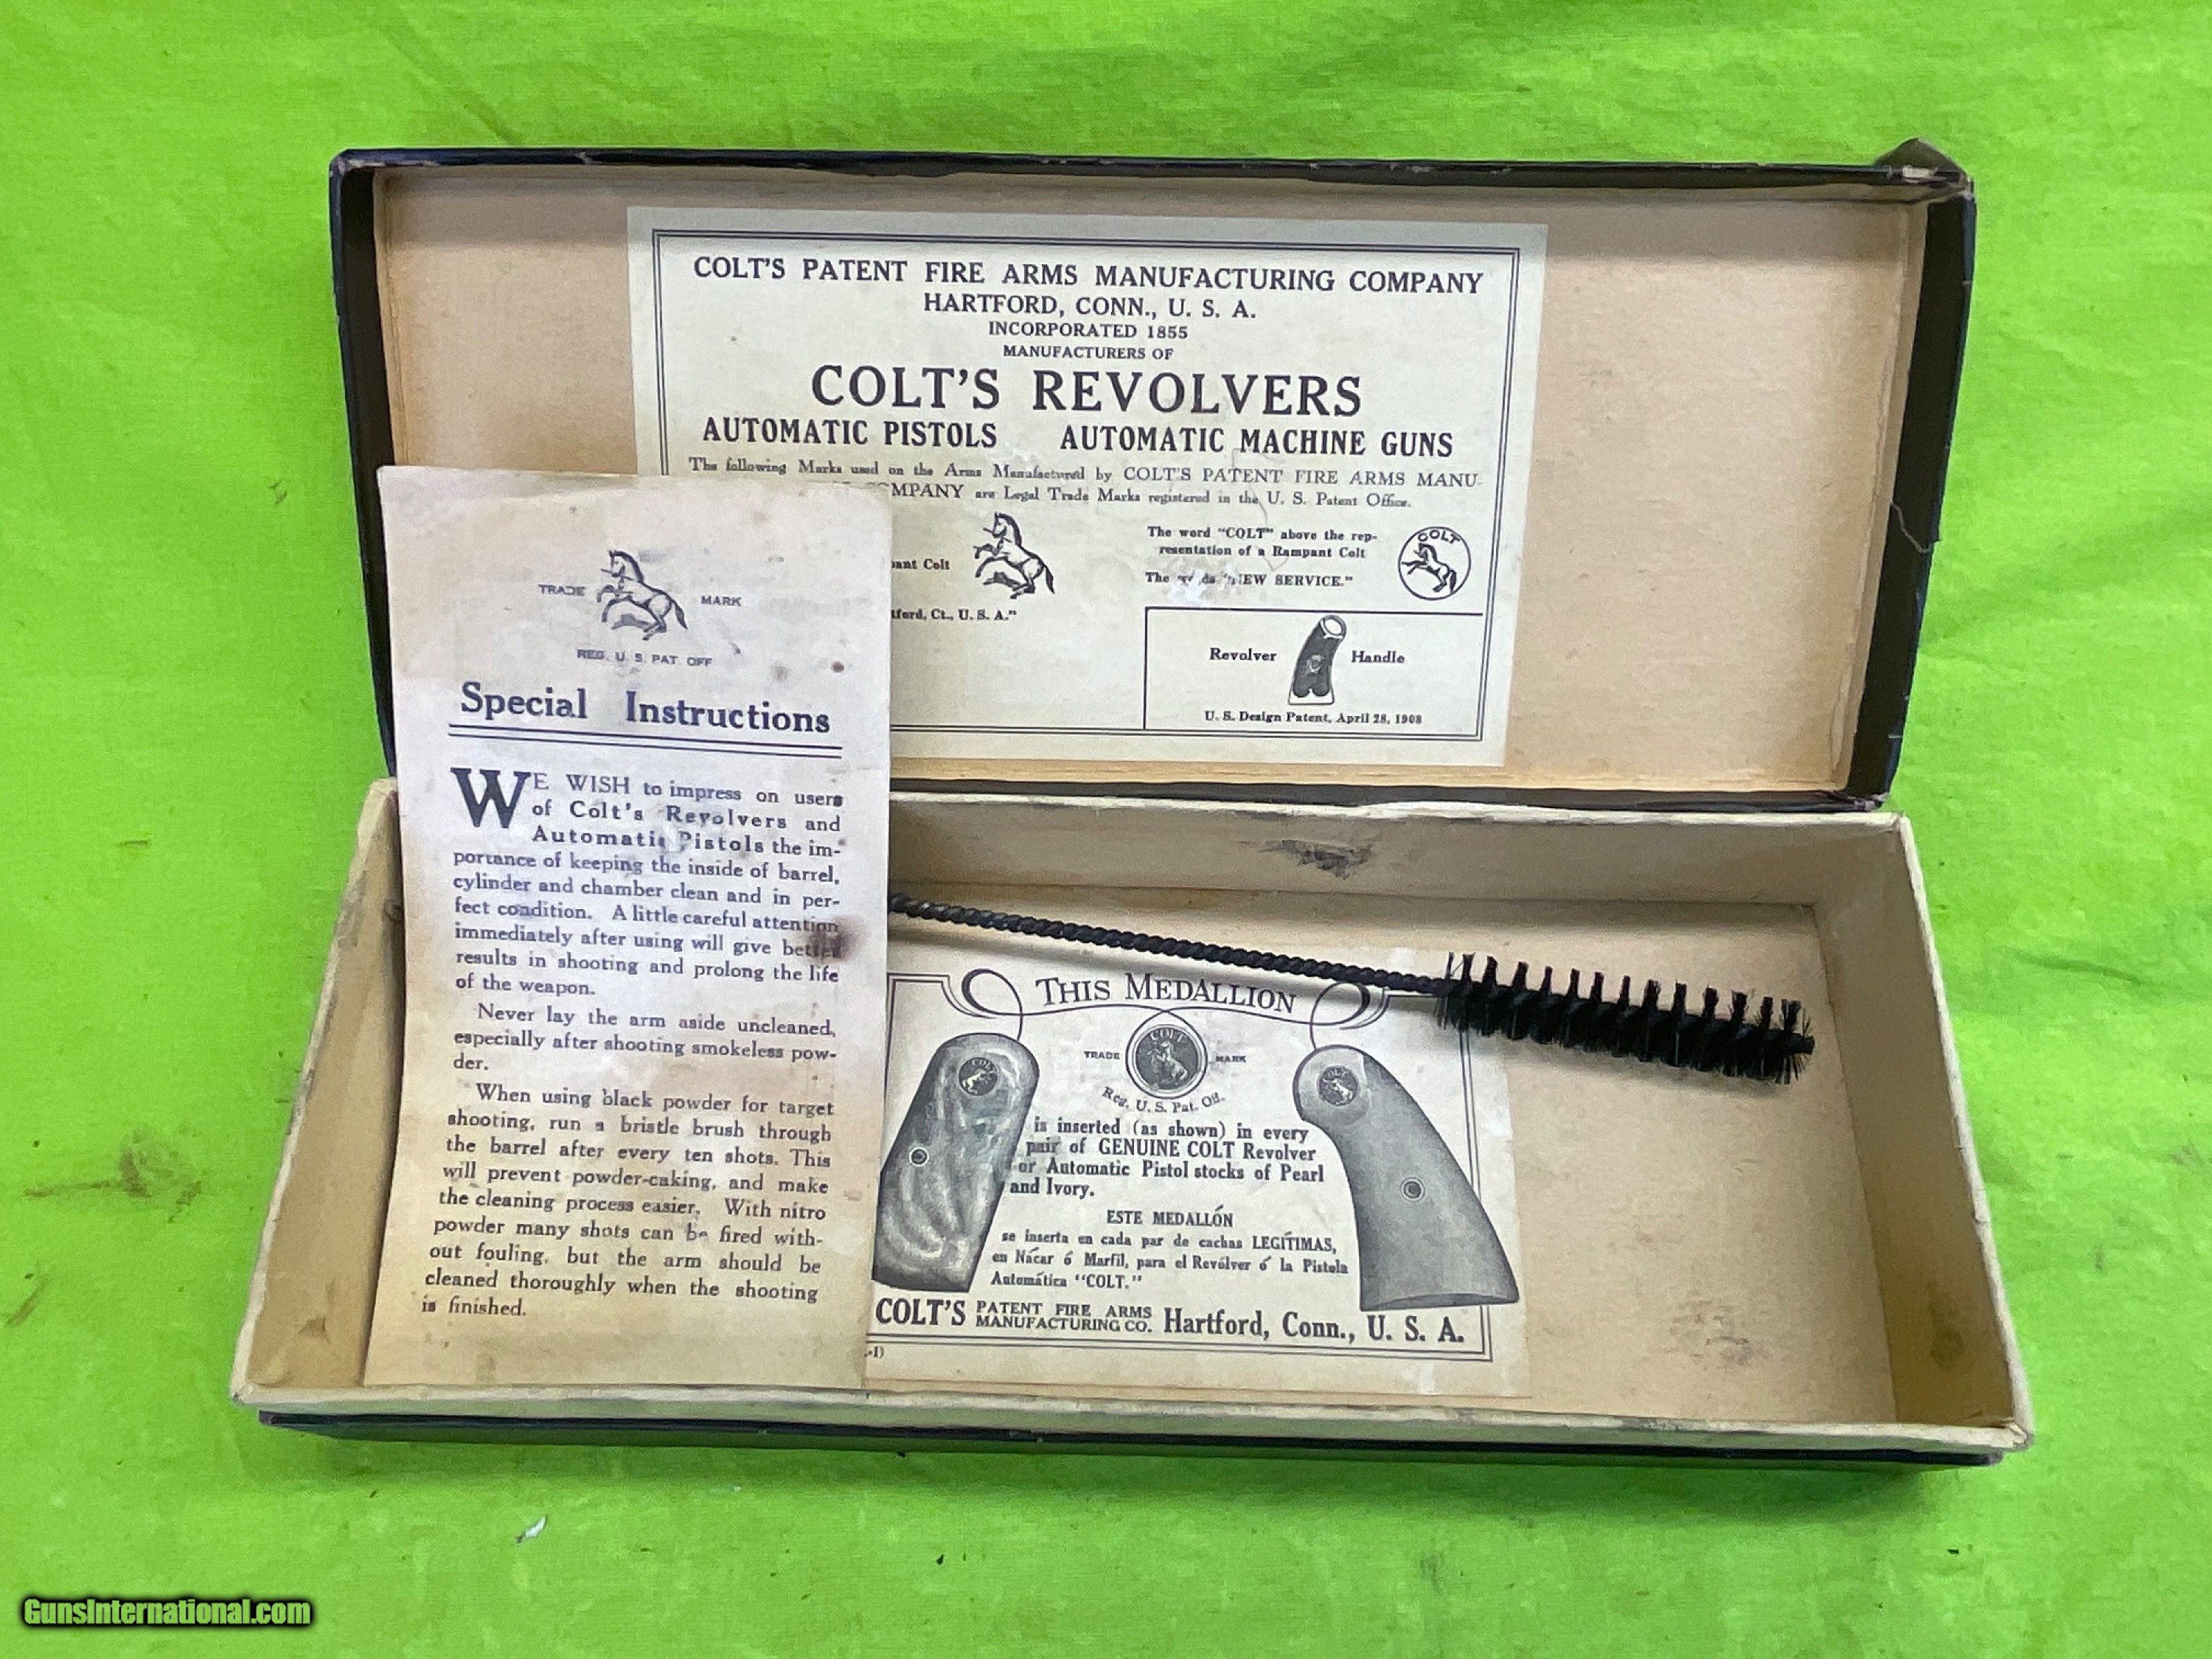 COLT'S PATENT FIRE ARMS MANUFACTURING COMPANY
HARTFORD, CONN., U. S. A.
INCORPORATED 1855
MANUFACTURERS OF
COLT'S REVOLVERS
AUTOMATIC PISTOLS AUTOMATIC MACHINE GUNS
The following Marks used on the Arms Manufactured by COLT'S PATENT FIRE ARMS MANU-
COMPANY are Legal Trade Marks registered in the U. S. Patent Office.
Colt
U. S. A."
The word "COLT" above the rep-
resentation of a Rampant Colt
The "NEW SERVICE."
COLT
Revolver Handle
U. S. Design Patent, April 28, 1908
TRADE MARK
REG. U. S. PAT. OFF
Special Instructions
WE WISH to impress on users
of Colt's Revolvers and
Automatic Pistols the im-
portance of keeping the inside of barrel,
cylinder and chamber clean and in per-
fect condition. A little careful attention
immediately after using will give better
results in shooting and prolong the life
of the weapon.
Never lay the arm aside uncleaned,
especially after shooting smokeless pow-
der.
When using black powder for target
shooting, run a bristle brush through
the barrel after every ten shots. This
will prevent powder-caking, and make
the cleaning process easier. With nitro
powder many shots can be fired with-
out fouling, but the arm should be
cleaned thoroughly when the shooting
is finished.
THIS MEDALLION
COLT
TRADE MARK
Reg. U. S. Pat. Off.
is inserted (as shown) in every
pair of GENUINE COLT Revolver
or Automatic Pistol stocks of Pearl
and Ivory.
ESTE MEDALLÓN
se inserta en cada par de cachas LEGÍTIMAS,
en Nácar ó Marfil, para el Revólver ó la Pistola
Automática "COLT."
COLT'S PATENT FIRE ARMS MANUFACTURING CO. Hartford, Conn., U. S. A.
GunsInternational.com